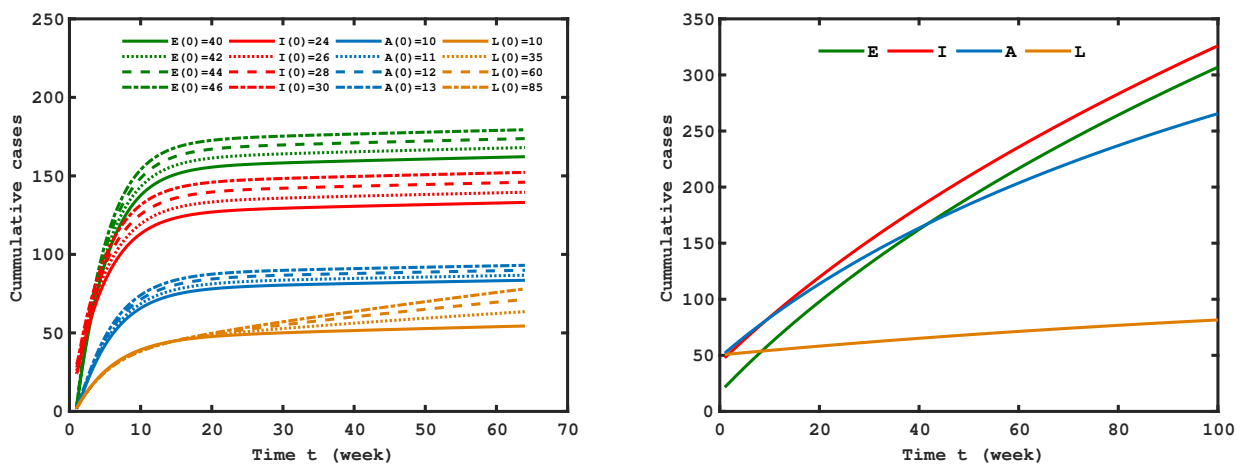 250
200
150
100
50
0
Cummulative cases
E(0)=40 I(0)=24 A(0)=10 L(0)=10
E(0)=42 I(0)=26 A(0)=11 L(0)=35
E(0)=44 I(0)=28 A(0)=12 L(0)=60
E(0)=46 I(0)=30 A(0)=13 L(0)=85
0 10 20 30 40 50 60 70
Time t (week)
350
300
250
200
150
100
50
0
Cummulative cases
E I A L
0 20 40 60 80 100
Time t (week)